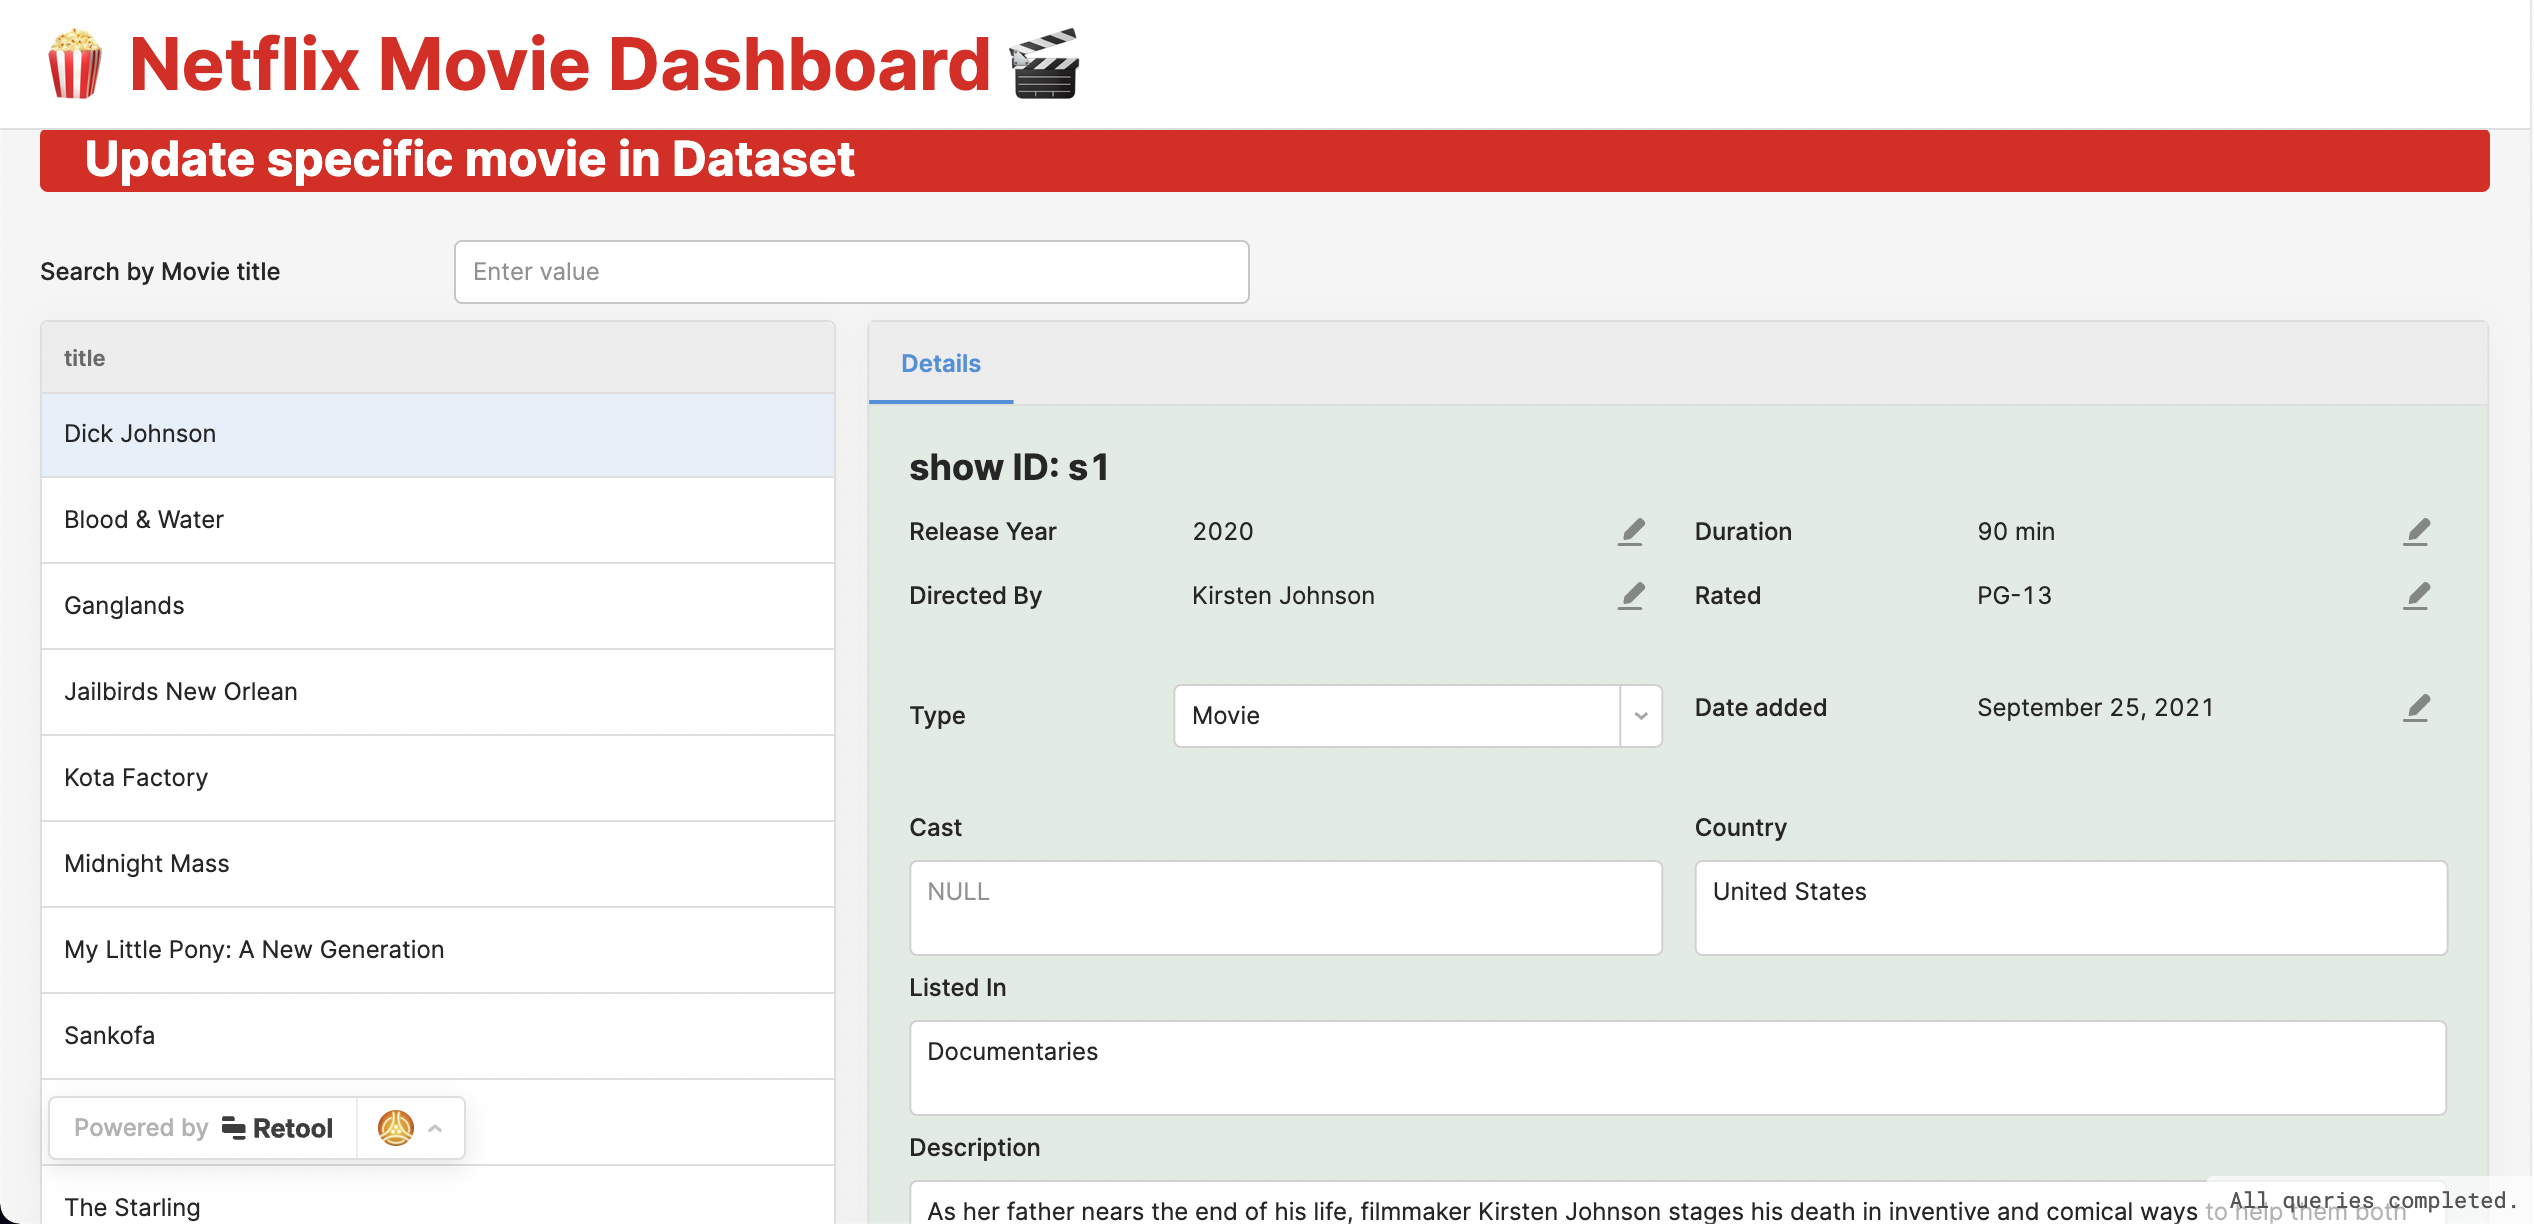 Netflix Movie Dashboard
Update specific movie in Dataset
Search by Movie title
Enter value
title
Dick Johnson
Blood & Water
Ganglands
Jailbirds New Orlean
Kota Factory
Midnight Mass
My Little Pony: A New Generation
Sankofa
Powered by Retool
The Starling
Details
show ID: s1
Release Year 2020 Duration 90 min
Directed By Kirsten Johnson Rated PG-13
Type Movie Date added September 25, 2021
Cast Country
NULL United States
Listed In
Documentaries
Description
As her father nears the end of his life, filmmaker Kirsten Johnson stages his death in inventive and comical ways to help them both
All queries completed.